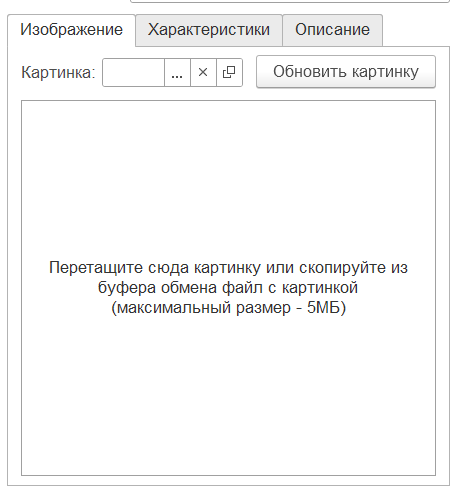 Изображение Характеристики Описание
Картинка: ... × Обновить картинку
Перетащите сюда картинку или скопируйте из
буфера обмена файл с картинкой
(максимальный размер - 5МБ)